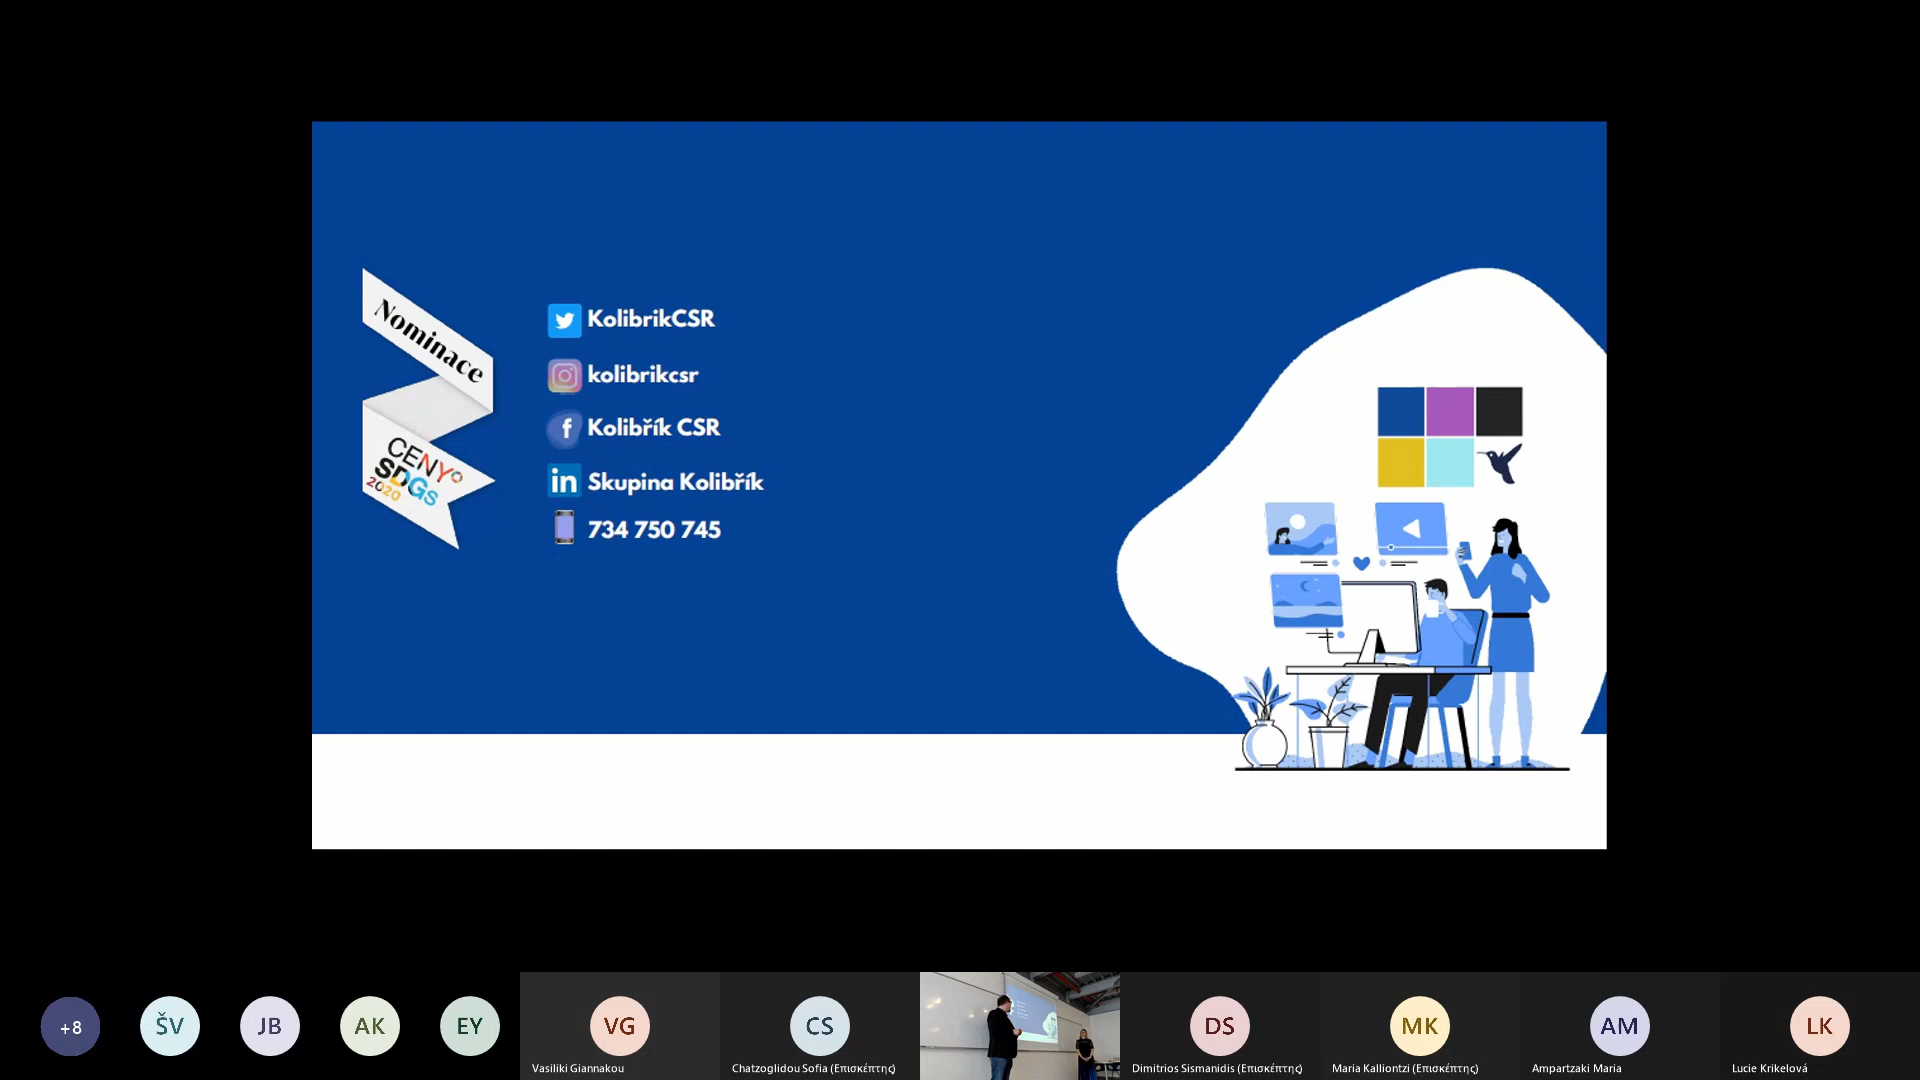 Nominace
CENY
SDGs
2020
KolibrikCSR
kolibrikcsr
Kolibřík CSR
in Skupina Kolibřík
734 750 745
+8
ŠV
JB
AK
EY
VG
Vasiliki Giannakou
CS
Chatzoglidou Sofia (Επισκέπτης)
DS
Dimitrios Sismanidis (Επισκέπτης)
MK
Maria Kalliontzi (Επισκέπτης)
AM
Ampartzaki Maria
LK
Lucie Krikelová